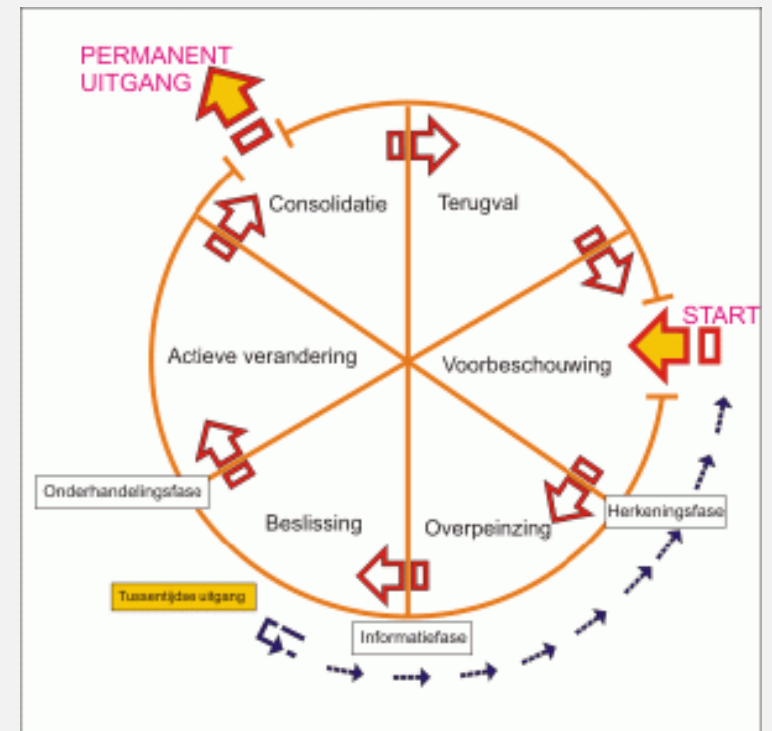 PERMANENT
UITGANG
Consolidatie
Terugval
START
Actieve verandering
Voorbeschouwing
Onderhandelingsfase
Beslissing
Overpeinzing
Herkeningsfase
Tussentijdse uitgang
Informatiefase